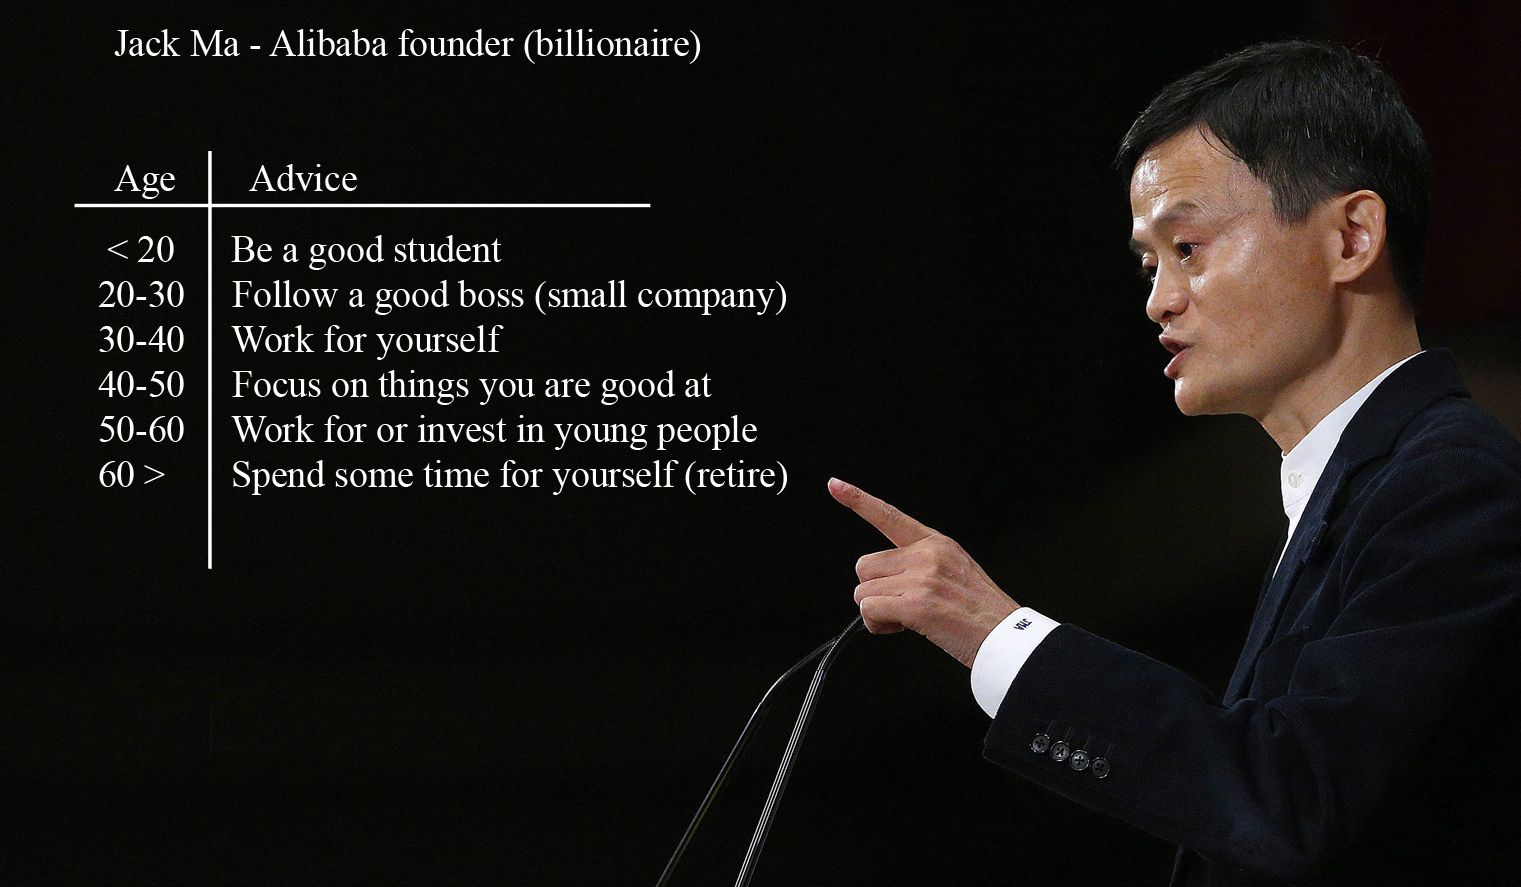 Jack Ma - Alibaba founder (billionaire)
Age Advice
< 20 Be a good student
20-30 Follow a good boss (small company)
30-40 Work for yourself
40-50 Focus on things you are good at
50-60 Work for or invest in young people
60 > Spend some time for yourself (retire)